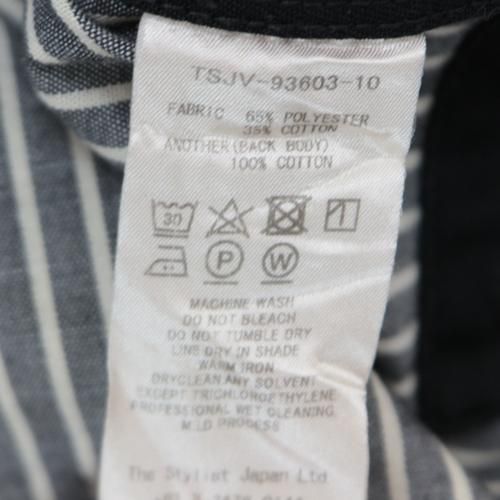 TSJV-93603-10
FABRIC 65% POLYESTER
35% COTTON
ANOTHER(BACK BODY)
100% COTTON
30
P W
MACHINE WASH
DO NOT BLEACH
DO NOT TUMBLE DRY
LINE DRY IN SHADE
WARM IRON
DRYCLEAN ANY SOLVENT
EXCEPT TRICHLOROETHYLENE
PROFESSIONAL WET CLEANING
MILD PROCESS
The Stylist Japan Ltd